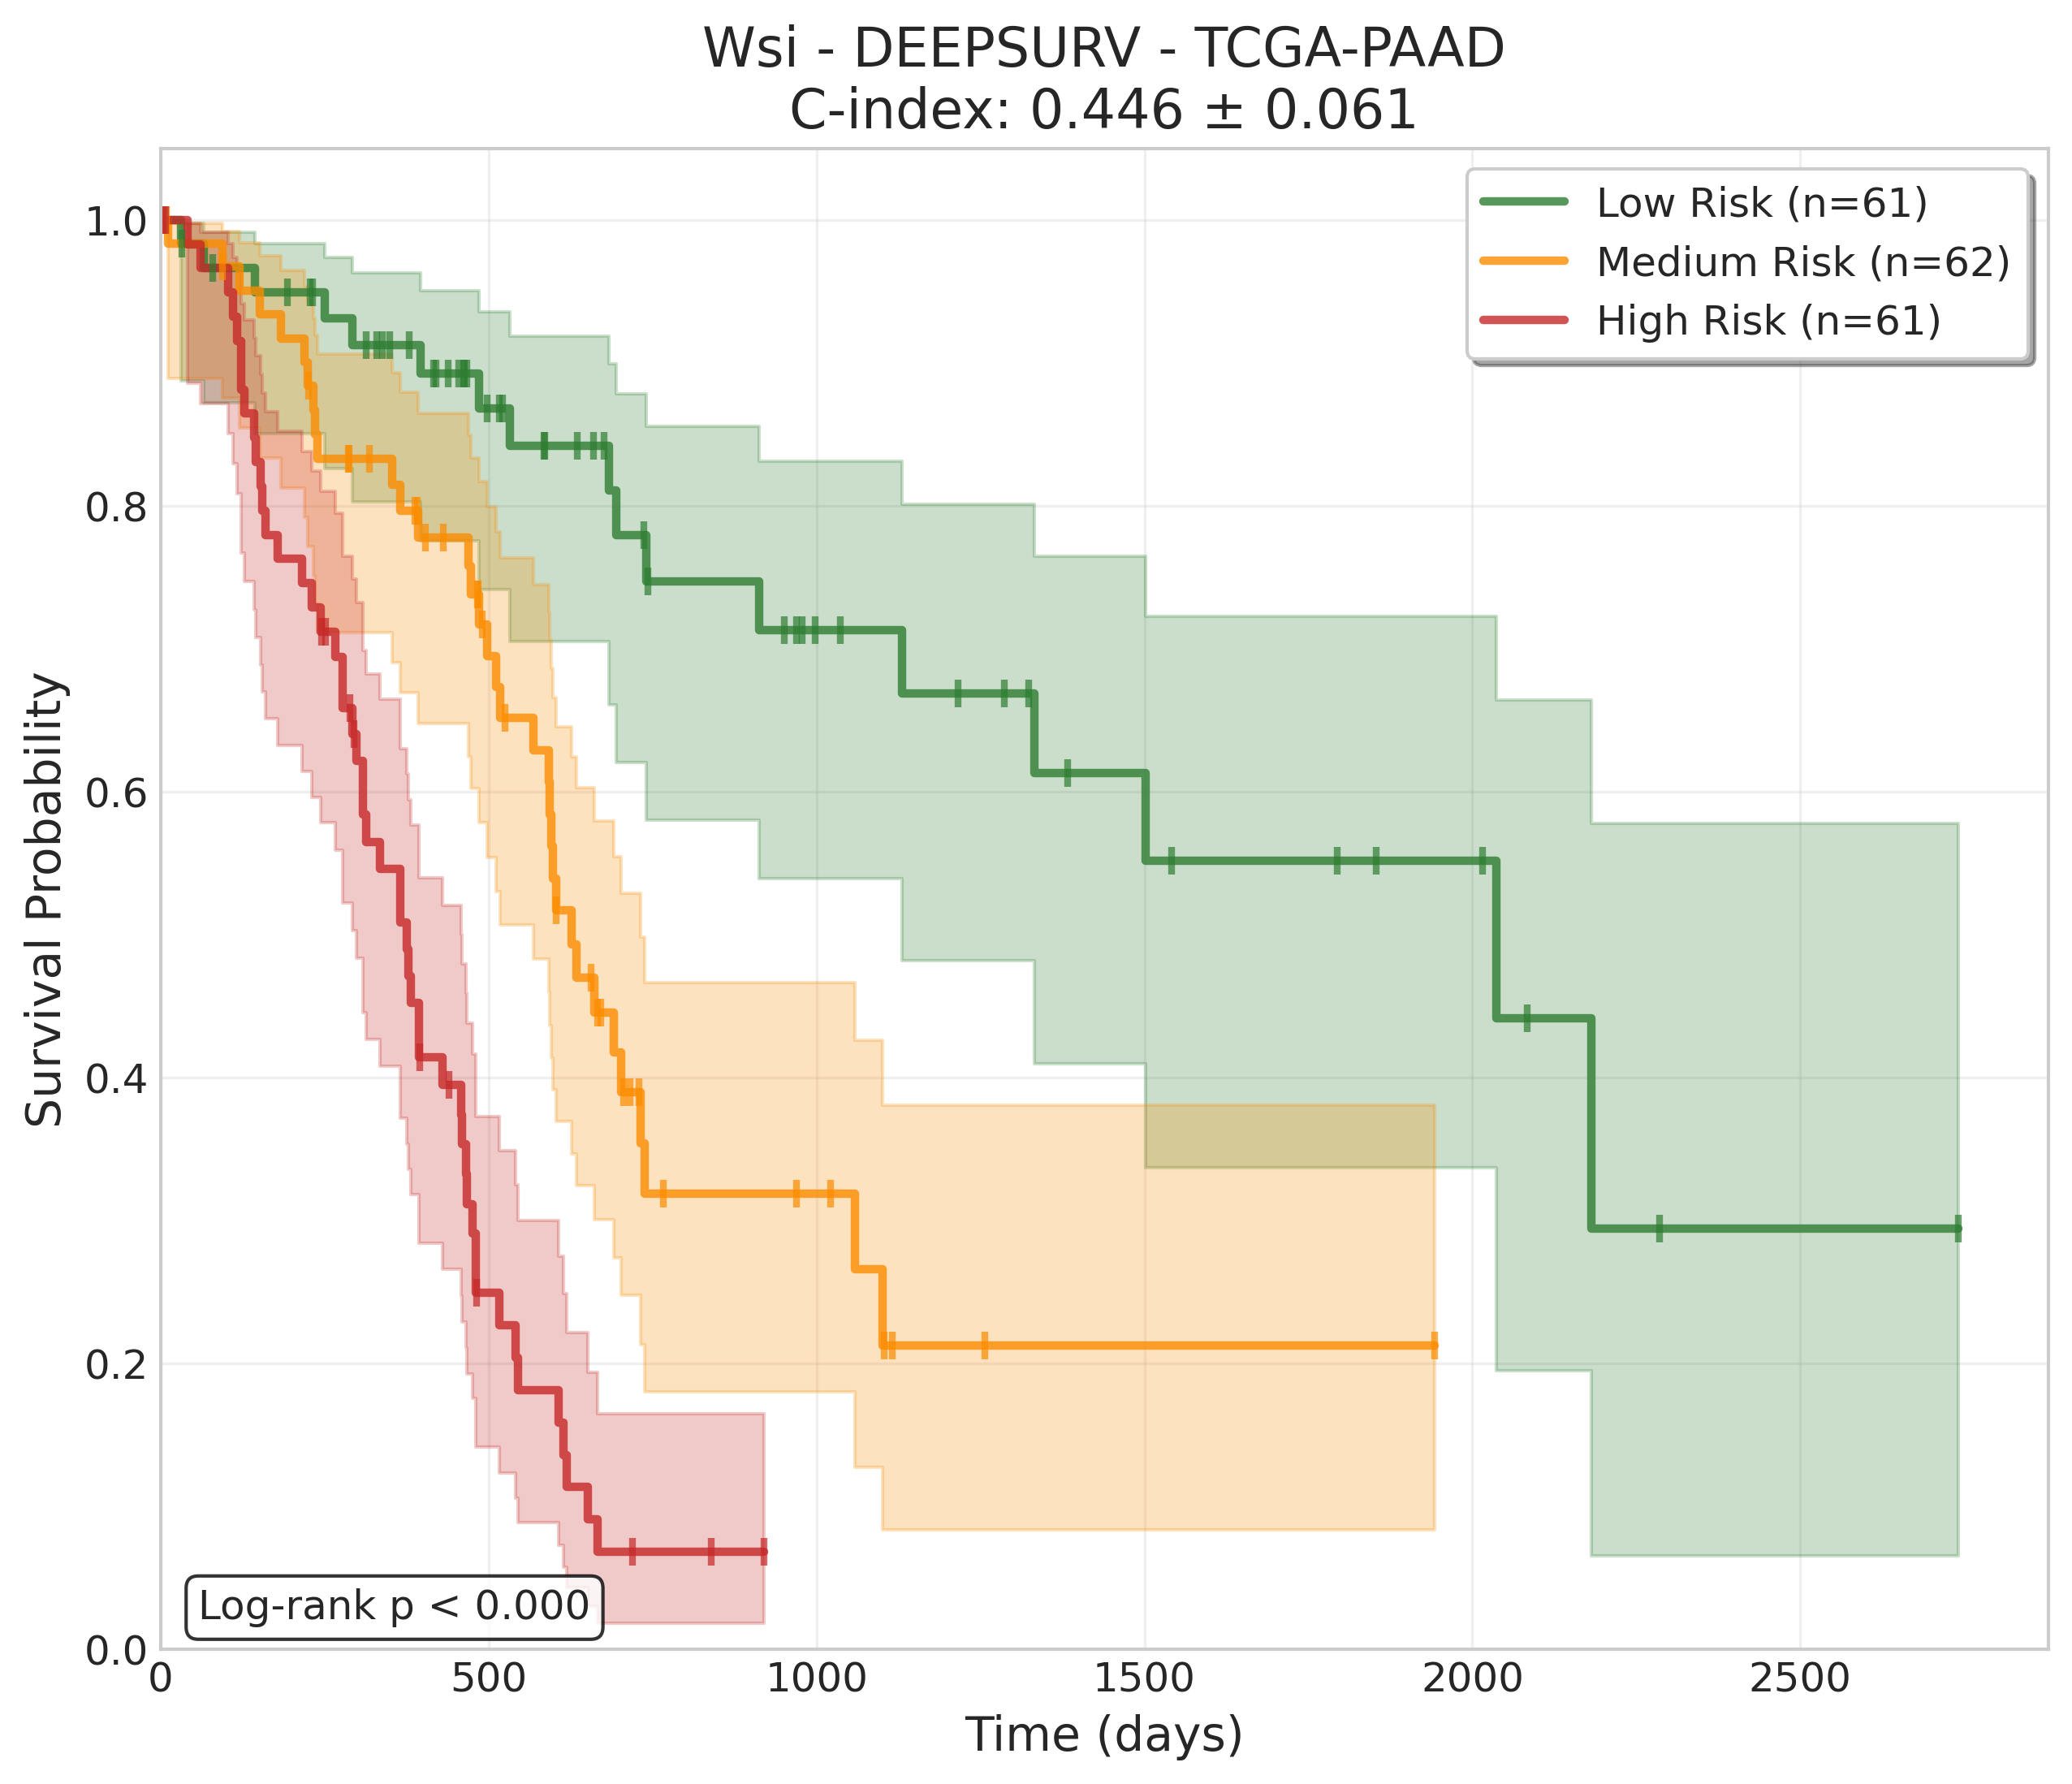 Wsi - DEEPSURV - TCGA-PAAD
C-index: 0.446 ± 0.061
Low Risk (n=61)
Medium Risk (n=62)
High Risk (n=61)
Survival Probability
1.0
0.8
0.6
0.4
0.2
0.0
Log-rank p < 0.000
0
500
1000
1500
2000
2500
Time (days)